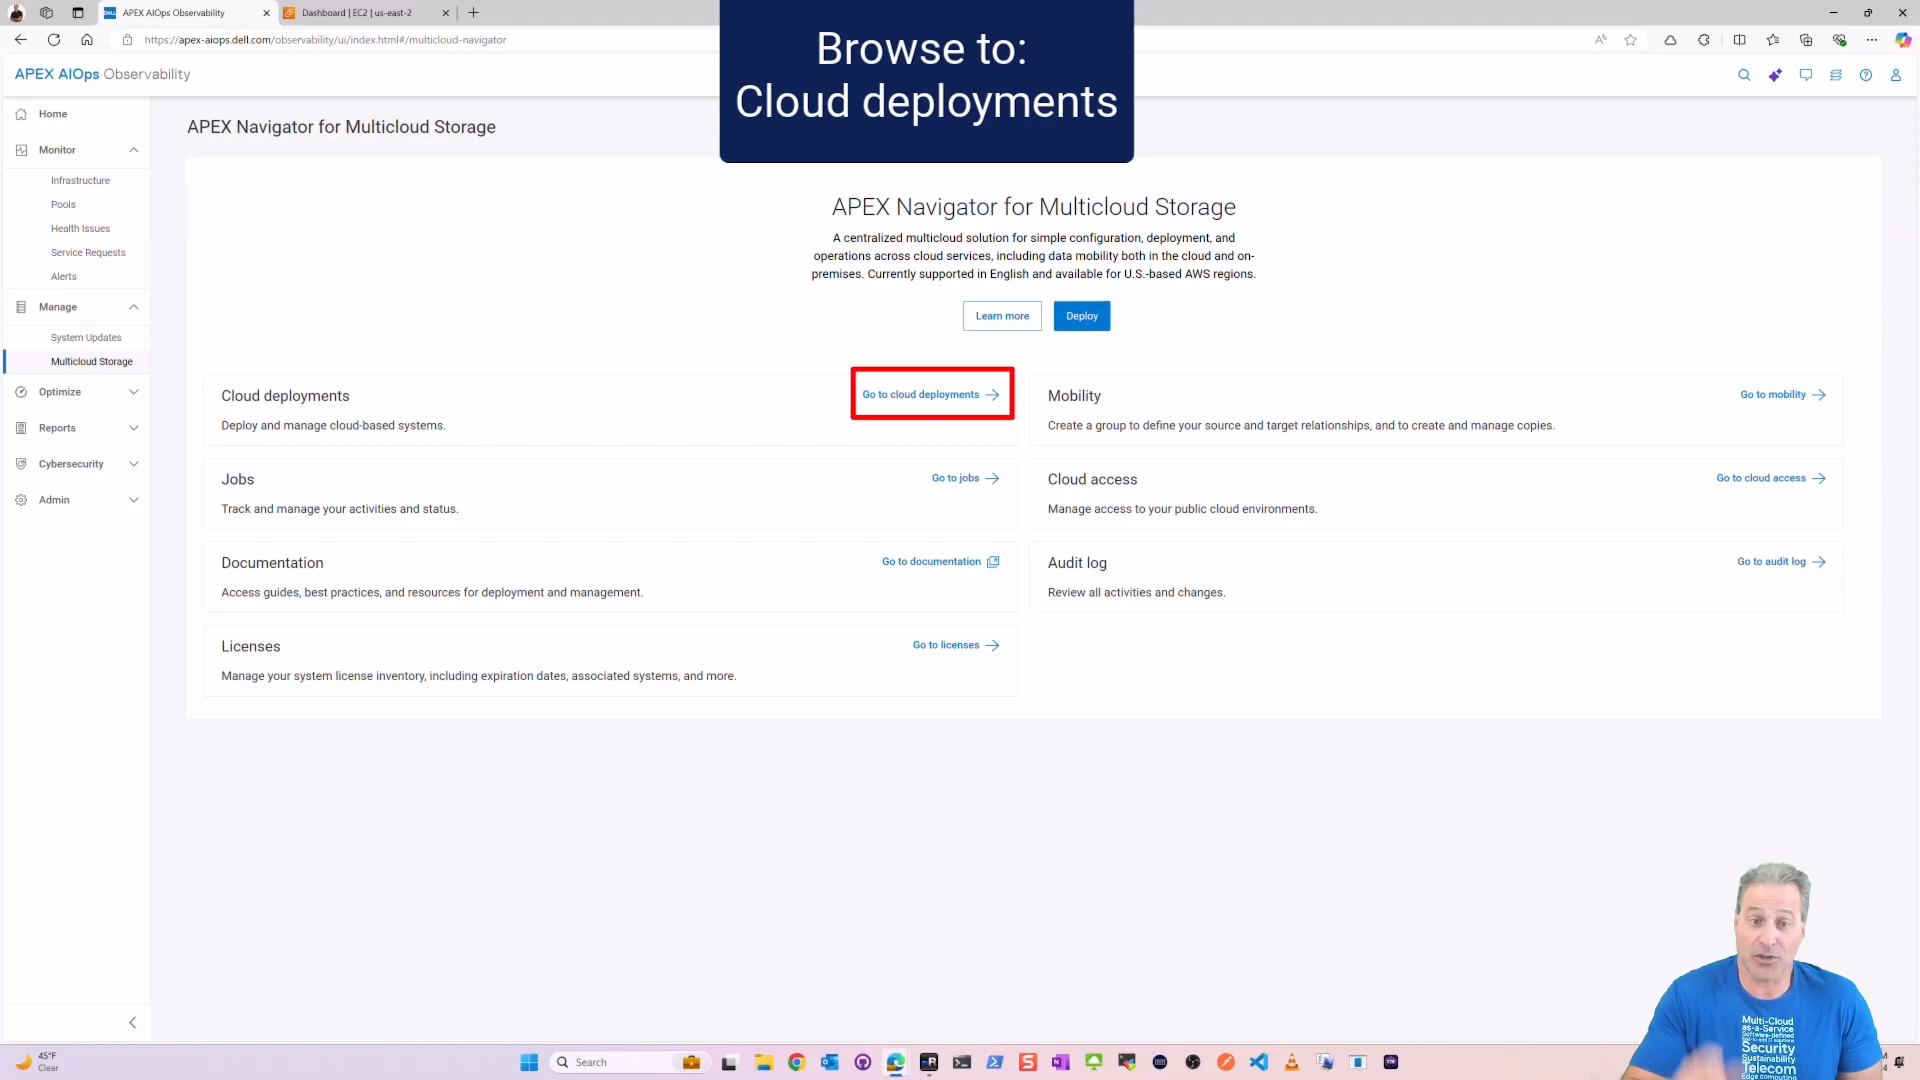 APEX AIOps Observability
Dashboard | EC2 | us-east-2
https://apex-aiops.dell.com/observability/ui/index.html#/multicloud-navigator
Browse to:
Cloud deployments
APEX AIOps Observability
Home
Monitor
Infrastructure
Pools
Health Issues
Service Requests
Alerts
Manage
System Updates
Multicloud Storage
Optimize
Reports
Cybersecurity
Admin
APEX Navigator for Multicloud Storage
APEX Navigator for Multicloud Storage
A centralized multicloud solution for simple configuration, deployment, and
operations across cloud services, including data mobility both in the cloud and on-
premises. Currently supported in English and available for U.S.-based AWS regions.
Learn more
Deploy
Cloud deployments
Go to cloud deployments
Deploy and manage cloud-based systems.
Mobility
Go to mobility
Create a group to define your source and target relationships, and to create and manage copies.
Jobs
Go to jobs
Track and manage your activities and status.
Cloud access
Go to cloud access
Manage access to your public cloud environments.
Documentation
Go to documentation
Access guides, best practices, and resources for deployment and management.
Audit log
Go to audit log
Review all activities and changes.
Licenses
Go to licenses
Manage your system license inventory, including expiration dates, associated systems, and more.
Multi-Cloud
as-a-Service
Software-defined
Security
Sustainability
Telecom
Edge computing
45°F
Clear
Search